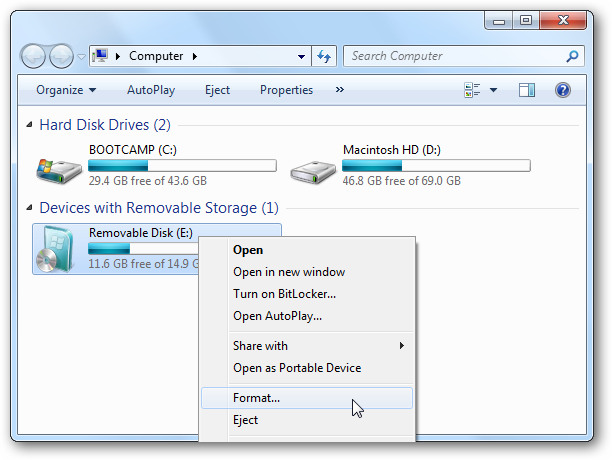 Computer
Search Computer
Organize AutoPlay Eject Properties »
Hard Disk Drives (2)
BOOTCAMP (C:) Macintosh HD (D:)
29.4 GB free of 43.6 GB 46.8 GB free of 69.0 GB
Devices with Removable Storage (1)
Removable Disk (E:)
11.6 GB free of 14.9 G
Open
Open in new window
Turn on BitLocker...
Open AutoPlay...
Share with
Open as Portable Device
Format...
Eject